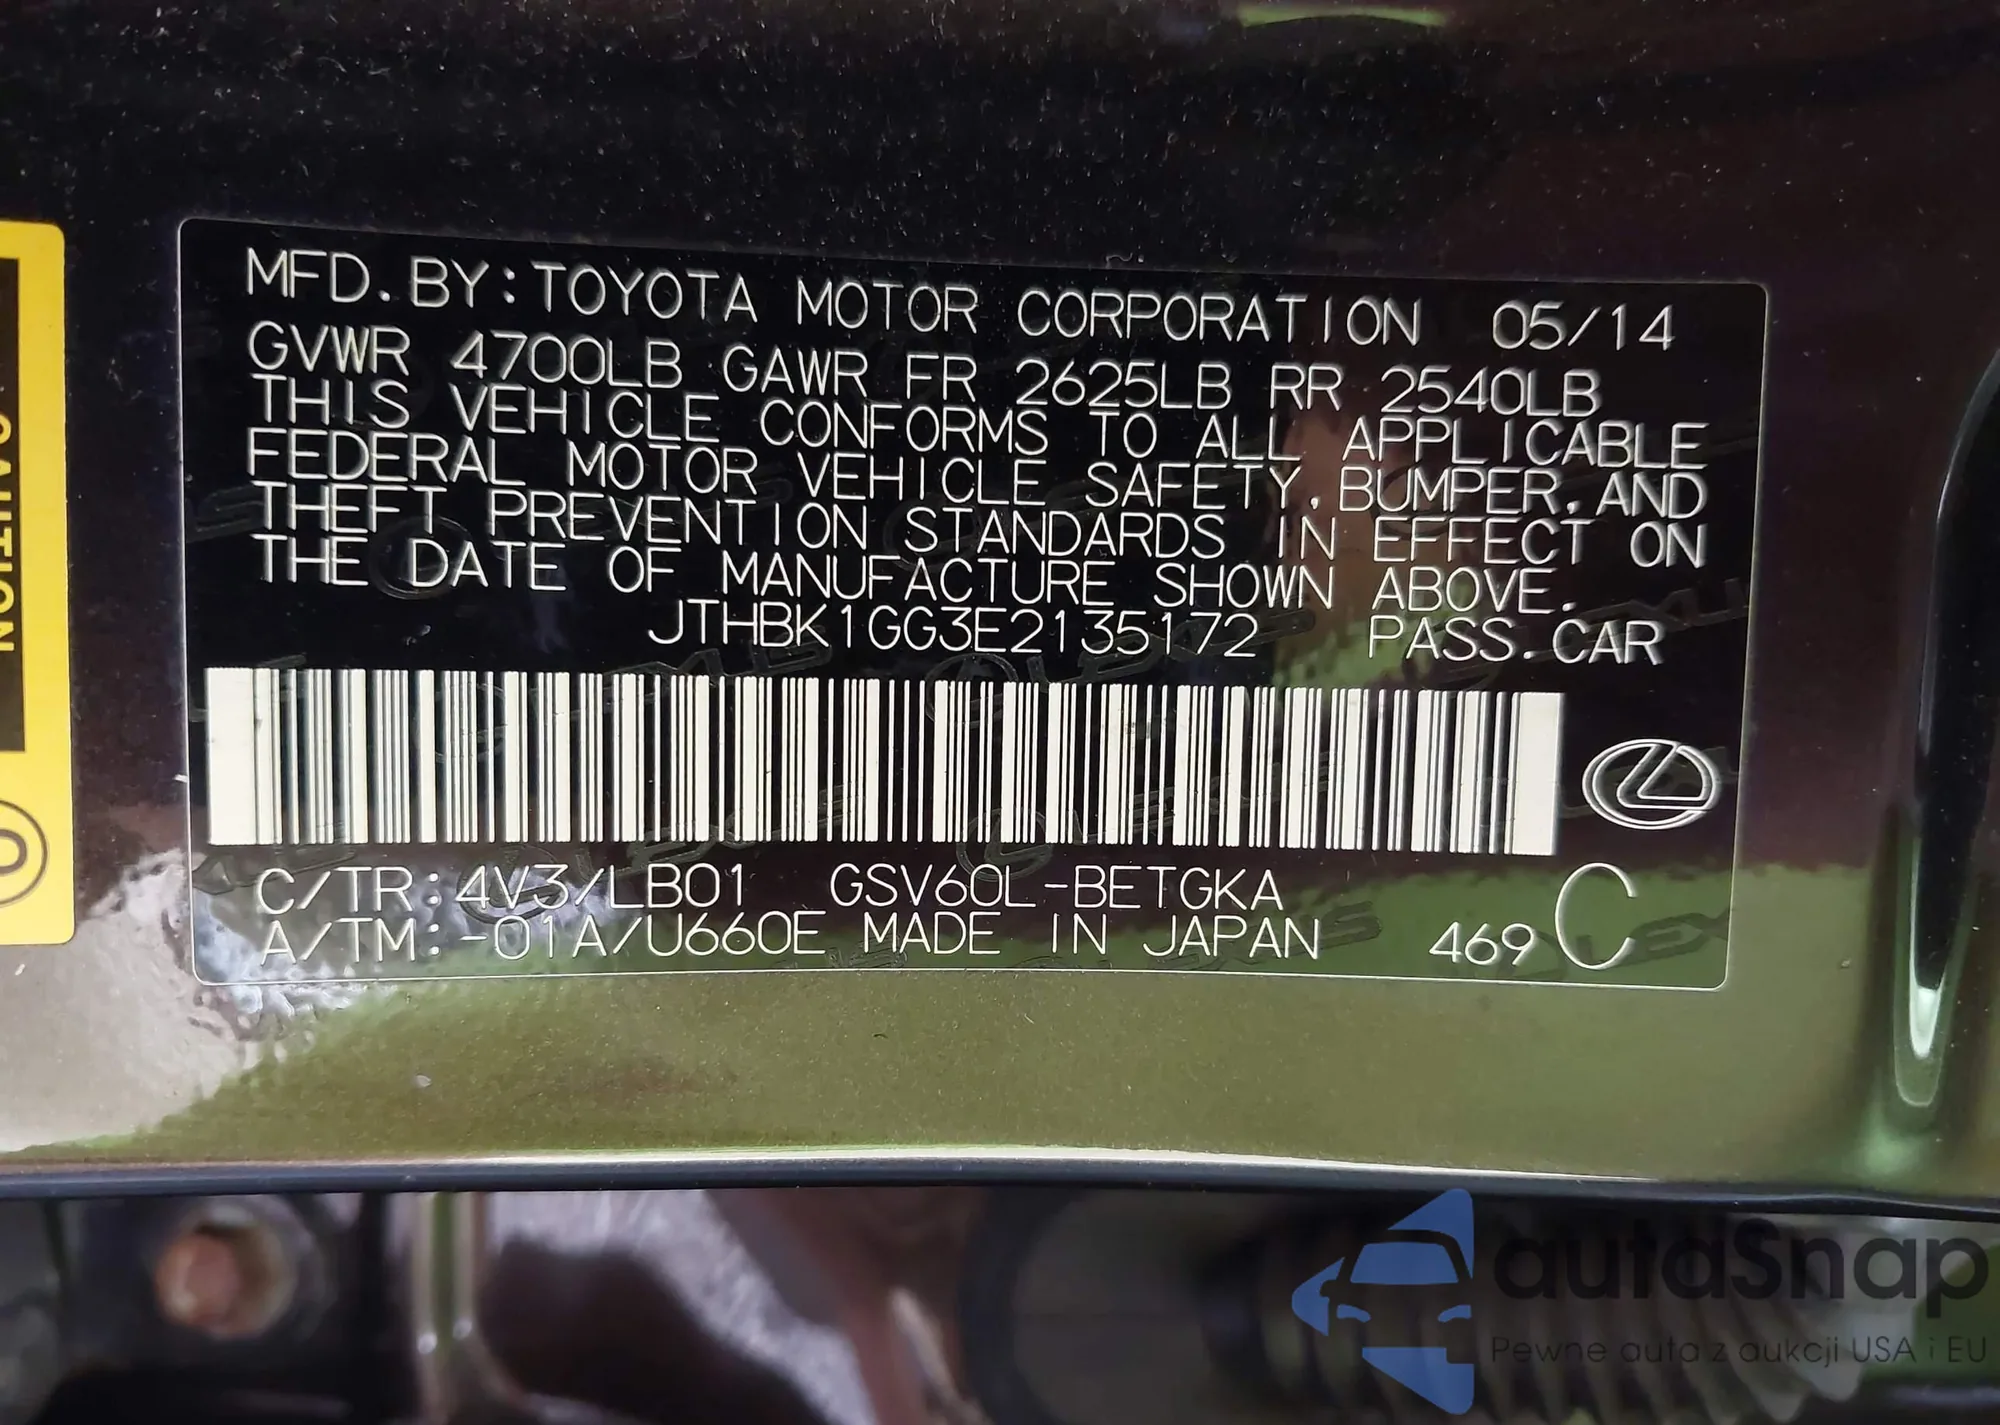 MFD. BY: TOYOTA MOTOR CORPORATION 05/14
GVWR 4700LB GAWR FR 2625LB RR 2540LB
THIS VEHICLE CONFORMS TO ALL APPLICABLE
FEDERAL MOTOR VEHICLE SAFETY, BUMPER, AND
THEFT PREVENTION STANDARDS IN EFFECT ON
THE DATE OF MANUFACTURE SHOWN ABOVE.
JTHBK1GG3E2135172 PASS. CAR
C/TR: 4V3/LB01 GSV60L-BETGKA
A/TM: -01A/U660E MADE IN JAPAN 469 C
CAUTION
autaSnap
Pewne auta z aukcji USA i EU